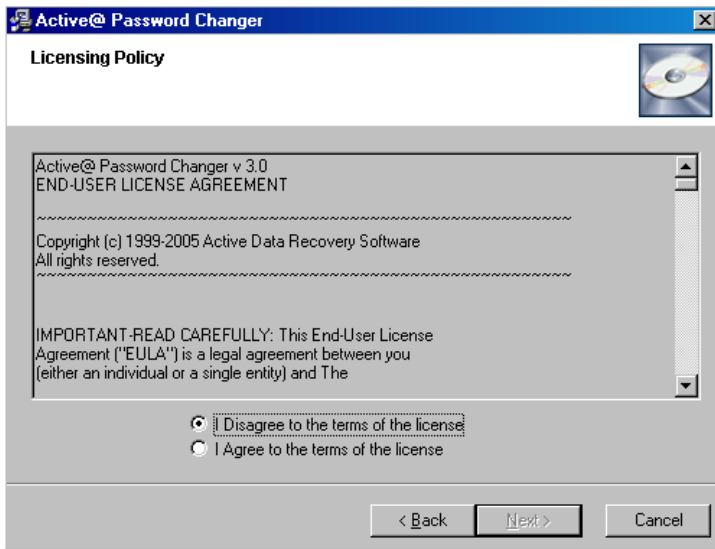 Active@ Password Changer
Licensing Policy
Active@ Password Changer v 3.0
END-USER LICENSE AGREEMENT
~~~~~~~~~~~~~~~~~~~~~~~~~~~~~~~~~~~~~~~~~~~~~~~~~~~~~
Copyright (c) 1999-2005 Active Data Recovery Software
All rights reserved.
~~~~~~~~~~~~~~~~~~~~~~~~~~~~~~~~~~~~~~~~~~~~~~~~~~~~~
IMPORTANT-READ CAREFULLY: This End-User License
Agreement ("EULA") is a legal agreement between you
(either an individual or a single entity) and The
I Disagree to the terms of the license
I Agree to the terms of the license
< Back Next > Cancel